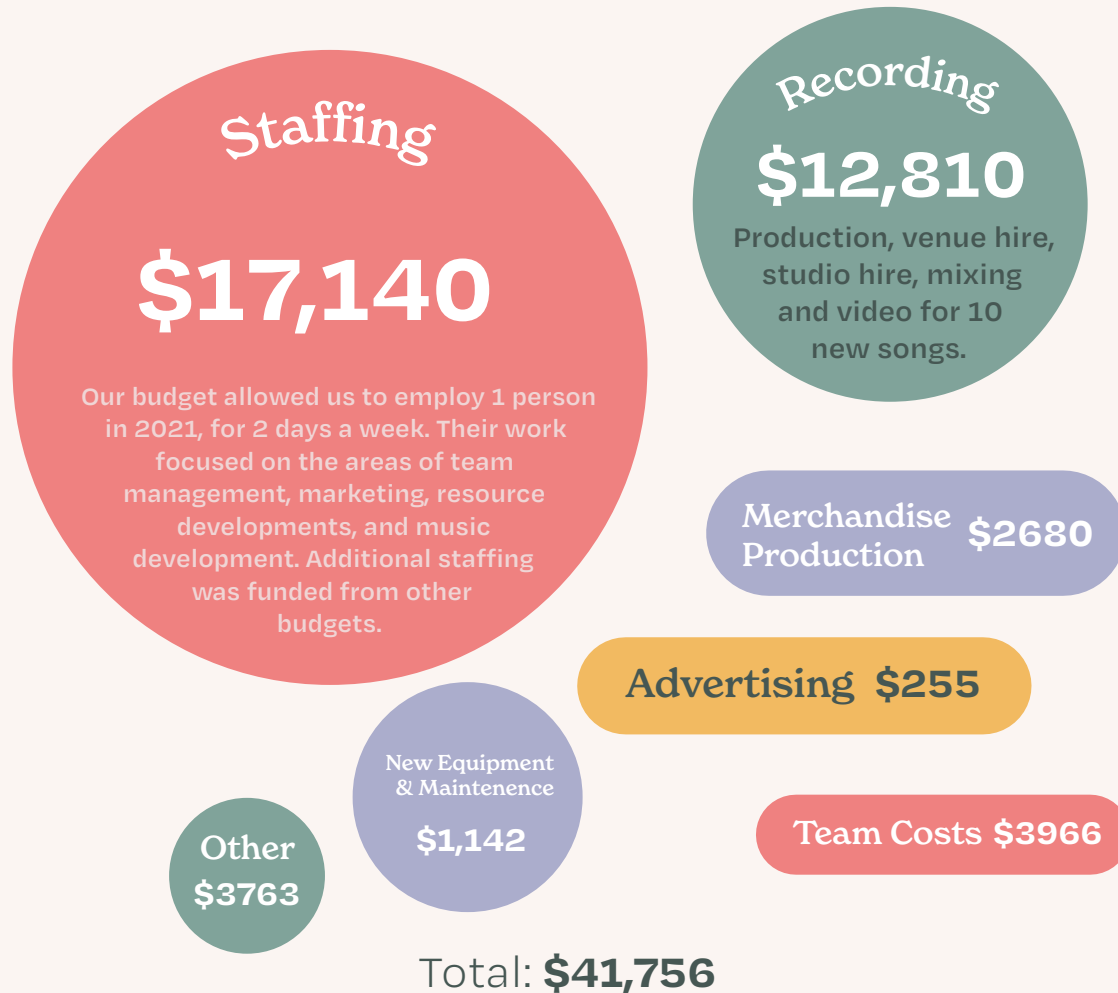 Staffing
$17,140
Our budget allowed us to employ 1 person
in 2021, for 2 days a week. Their work
focused on the areas of team
management, marketing, resource
developments, and music
development. Additional staffing
was funded from other
budgets.
Recording
$12,810
Production, venue hire,
studio hire, mixing
and video for 10
new songs.
Merchandise
Production $2680
Advertising $255
New Equipment
& Maintenence
$1,142
Team Costs $3966
Other
$3763
Total: $41,756